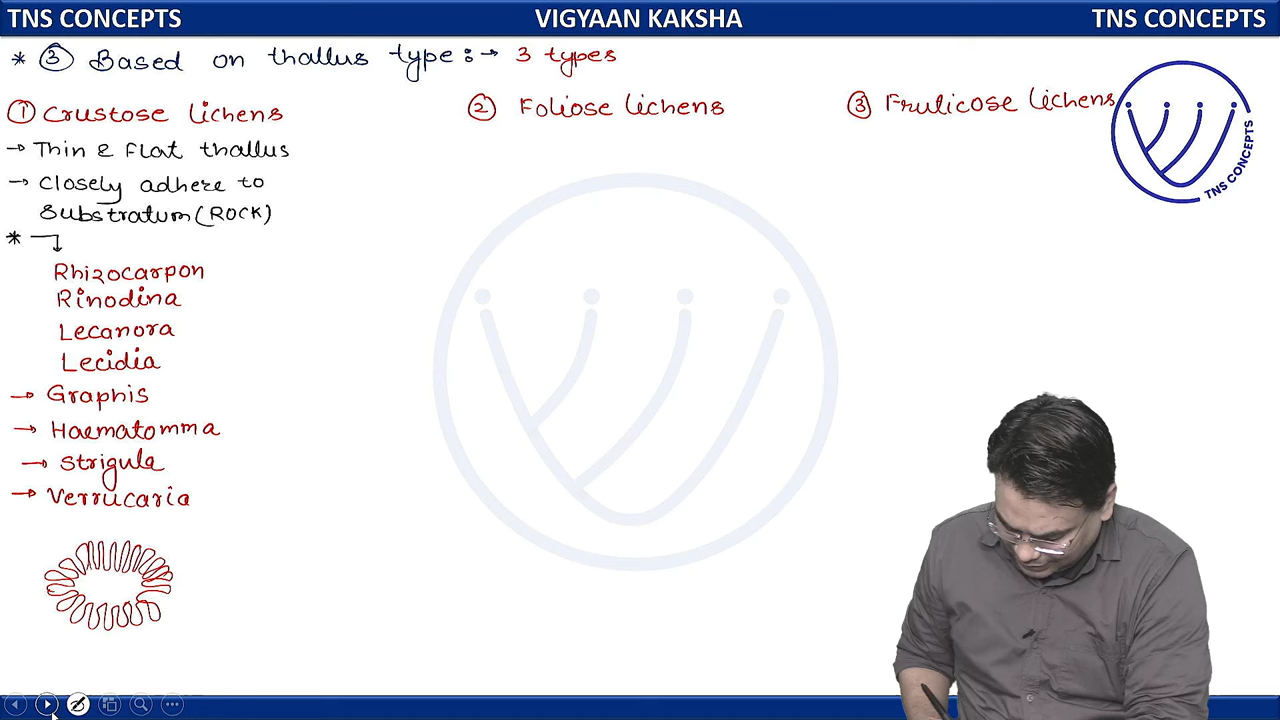 TNS CONCEPTS
VIGYAAN KAKSHA
TNS CONCEPTS
* ③ Based on thallus type :→ 3 types
① Crustose lichens
→ Thin & Flat thallus
→ Closely adhere to
Substratum (ROCK)
*
Rhizocarpon
Rinodina
Lecanora
Lecidia
→ Graphis
→ Haematomma
→ Strigula
→ Verrucaria
② Foliose lichens
③ Fruticose lichens
TNS CONCEPTS